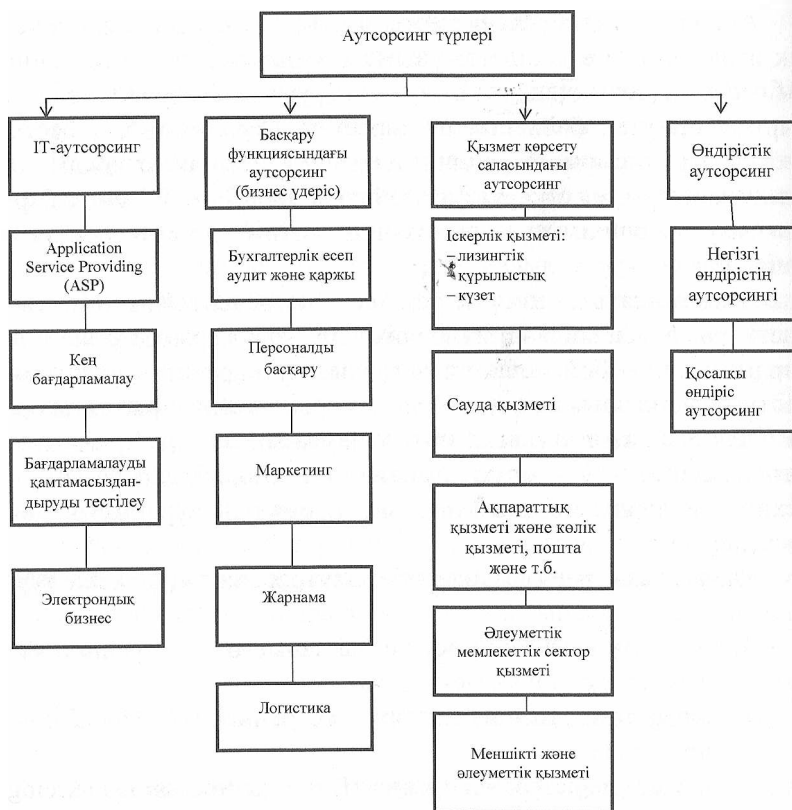 Аутсорсинг түрлері
IT-аутсорсинг
Application
Service Providing
(ASP)
Кең
бағдарламалау
Бағдарламалауды
қамтамасыздан-
дыруды тестілеу
Электрондық
бизнес
Басқару
функциясындағы
аутсорсинг
(бизнес үдеріс)
Бухгалтерлік есеп
аудит және қаржы
Персоналды
басқару
Маркетинг
Жарнама
Логистика
Қызмет көрсету
саласындағы
аутсорсинг
Іскерлік қызметі:
– лизингтік
– құрылыстық
– күзет
Сауда қызметі
Ақпараттық
қызметі және көлік
қызметі, пошта
және т.б.
Әлеуметтік
мемлекеттік сектор
қызметі
Меншікті және
әлеуметтік қызметі
Өндірістік
аутсорсинг
Негізгі
өндірістің
аутсорсингі
Қосалқы
өндіріс
аутсорсинг